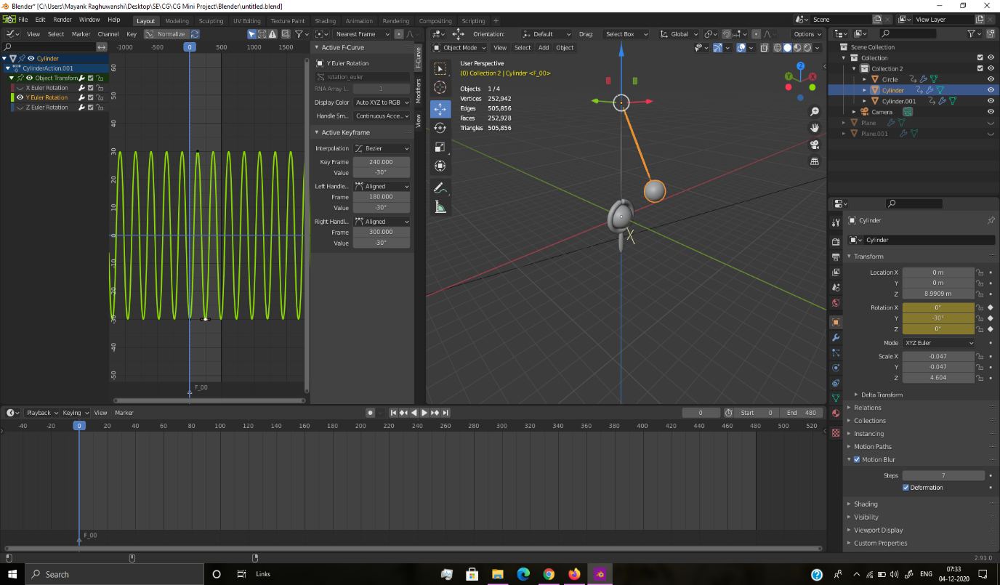 Blender* [C:\Users\Mayank Raghuwanshi\Desktop\SE\CG\CG Mini Project\Blender\untitled.blend]
File Edit Render Window Help Layout Modeling Sculpting UV Editing Texture Paint Shading Animation Rendering Compositing Scripting + Scene View Layer
View Select Marker Channel Key Normalize Nearest Frame
Orientation: Default Drag: Select Box Global Options
Object Mode View Select Add Object
-1000 -500 0 500 1000 1500
Cylinder
CylinderAction.001
Object Transform
X Euler Rotation
Y Euler Rotation
Z Euler Rotation
60
50
40
30
20
10
0
-10
-20
-30
-40
-50
F_00
Active F-Curve
Y Euler Rotation
rotation_euler
RNA Array I... 1
Display Color Auto XYZ to RGB
Handle Sm... Continuous Acce...
Active Keyframe
Interpolation Bezier
Key Frame 240.000
Value -30°
Left Handle... Aligned
Frame 180.000
Value -30°
Right Handl... Aligned
Frame 300.000
Value -30°
F-Curve
Modifiers
View
User Perspective
(0) Collection 2 | Cylinder <F_00>
Objects 1 / 4
Vertices 252,942
Edges 505,856
Faces 252,928
Triangles 505,856
Z
Y
X
Scene Collection
Collection
Collection 2
Circle
Cylinder
Cylinder.001
Camera
Plane
Plane.001
Cylinder
Cylinder
Transform
Location X 0 m
Y 0 m
Z 8.9909 m
Rotation X 0°
Y -30°
Z 0°
Mode XYZ Euler
Scale X -0.047
Y -0.047
Z 4.604
Delta Transform
Relations
Collections
Instancing
Motion Paths
Motion Blur
Steps 7
Deformation
Shading
Visibility
Viewport Display
Custom Properties
Playback Keying View Marker 0 Start 0 End 480
-40 -20 0 20 40 60 80 100 120 140 160 180 200 220 240 260 280 300 320 340 360 380 400 420 440 460 480 500 520
F_00
2.91.0
Search Links ENG 07:33
04-12-2020